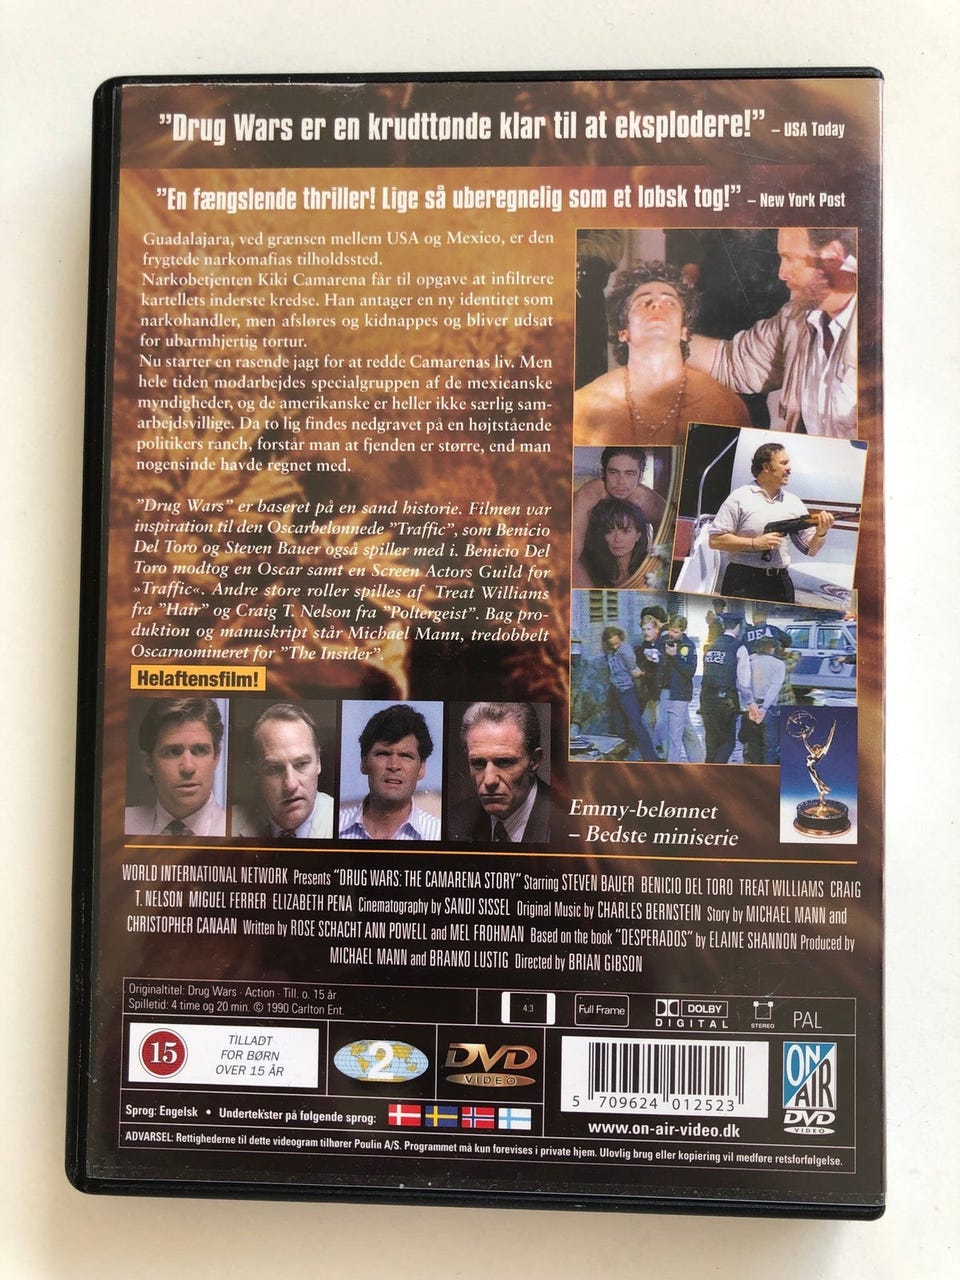 ”Drug Wars er en krudttønde klar til at eksplodere!” – USA Today
”En fængslende thriller! Lige så uberegnelig som et løbsk tog!” – New York Post
Guadalajara, ved grænsen mellem USA og Mexico, er den
frygtede narkomafias tilholdssted.
Narkobetjenten Kiki Camarena får til opgave at infiltrere
kartellets inderste kredse. Han antager en ny identitet som
narkohandler, men afsløres og kidnappes og bliver udsat
for ubarmhjertig tortur.
Nu starter en rasende jagt for at redde Camarenas liv. Men
hele tiden modarbejdes specialgruppen af de mexicanske
myndigheder, og de amerikanske er heller ikke særlig sam-
arbejdsvillige. Da to lig findes nedgravet på en højtstående
politikers ranch, forstår man at fjenden er større, end man
nogensinde havde regnet med.
”Drug Wars” er baseret på en sand historie. Filmen var
inspiration til den Oscarbelønnede ”Traffic”, som Benicio
Del Toro og Steven Bauer også spiller med i. Benicio Del
Toro modtog en Oscar samt en Screen Actors Guild for
»Traffic«. Andre store roller spilles af Treat Williams
fra ”Hair” og Craig T. Nelson fra ”Poltergeist”. Bag pro-
duktion og manuskript står Michael Mann, tredobbelt
Oscarnomineret for ”The Insider”.
Helaftensfilm!
METRO
POLICE
DEA
Emmy-belønnet
– Bedste miniserie
WORLD INTERNATIONAL NETWORK Presents “DRUG WARS: THE CAMARENA STORY” Starring STEVEN BAUER BENICIO DEL TORO TREAT WILLIAMS CRAIG
T. NELSON MIGUEL FERRER ELIZABETH PENA Cinematography by SANDI SISSEL Original Music by CHARLES BERNSTEIN Story by MICHAEL MANN and
CHRISTOPHER CANAAN Written by ROSE SCHACHT ANN POWELL and MEL FROHMAN Based on the book “DESPERADOS” by ELAINE SHANNON Produced by
MICHAEL MANN and BRANKO LUSTIG Directed by BRIAN GIBSON
Originaltitel: Drug Wars · Action · Till. o. 15 år
Spilletid: 4 time og 20 min. © 1990 Carlton Ent.
4:3
Full Frame
DOLBY
DIGITAL
STEREO
PAL
15
TILLADT
FOR BØRN
OVER 15 ÅR
2
DVD
VIDEO
5 709624 012523
www.on-air-video.dk
ON
AIR
DVD
VIDEO
Sprog: Engelsk • Undertekster på følgende sprog:
ADVARSEL: Rettighederne til dette videogram tilhører Poulin A/S. Programmet må kun forevises i private hjem. Ulovlig brug eller kopiering vil medføre retsforfølgelse.